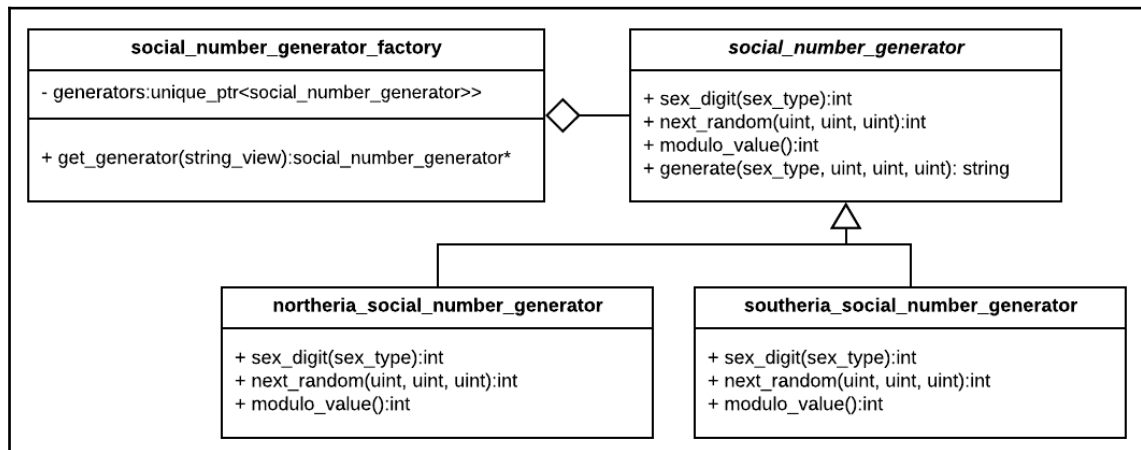 social_number_generator_factory
- generators:unique_ptr<social_number_generator>>
+ get_generator(string_view):social_number_generator*
social_number_generator
+ sex_digit(sex_type):int
+ next_random(uint, uint, uint):int
+ modulo_value():int
+ generate(sex_type, uint, uint, uint): string
northeria_social_number_generator
+ sex_digit(sex_type):int
+ next_random(uint, uint, uint):int
+ modulo_value():int
southeria_social_number_generator
+ sex_digit(sex_type):int
+ next_random(uint, uint, uint):int
+ modulo_value():int